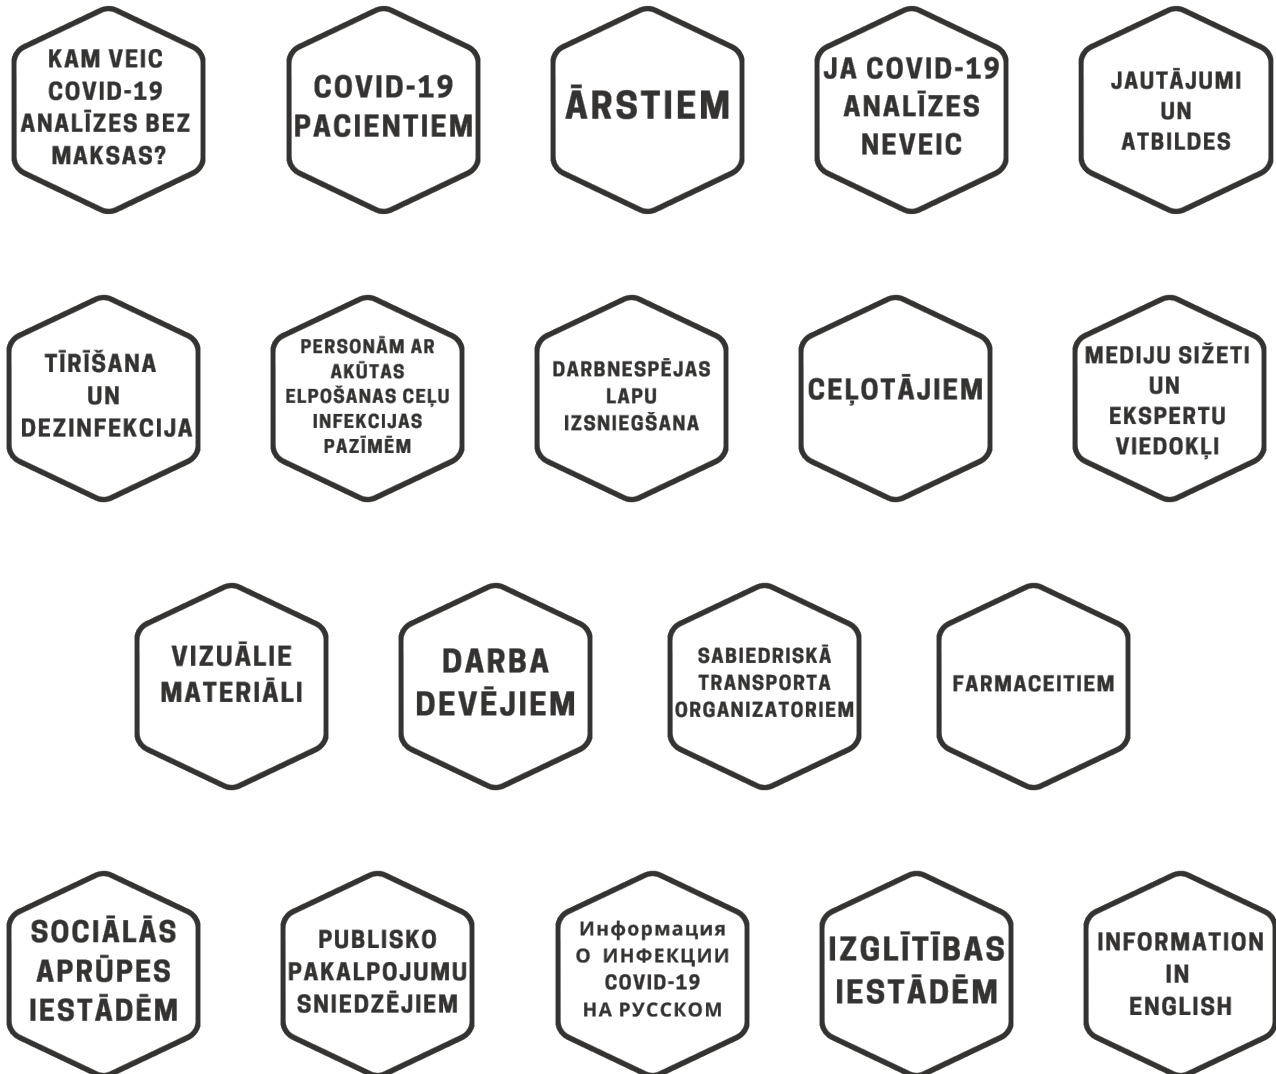 KAM VEIC
COVID-19
ANALĪZES BEZ
MAKSAS?
COVID-19
PACIENTIEM
ĀRSTIEM
JA COVID-19
ANALĪZES
NEVEIC
JAUTĀJUMI
UN
ATBILDES
TĪRĪŠANA
UN
DEZINFEKCIJA
PERSONĀM AR
AKŪTAS
ELPOŠANAS CEĻU
INFEKCIJAS
PAZĪMĒM
DARBNESPĒJAS
LAPU
IZSNIEGŠANA
CEĻOTĀJIEM
MEDIJU SIŽETI
UN
EKSPERTU
VIEDOKĻI
VIZUĀLIE
MATERIĀLI
DARBA
DEVĒJIEM
SABIEDRISKĀ
TRANSPORTA
ORGANIZATORIEM
FARMACEITIEM
SOCIĀLĀS
APRŪPES
IESTĀDĒM
PUBLISKO
PAKALPOJUMU
SNIEDZĒJIEM
Информация
О ИНФЕКЦИИ
COVID-19
НА РУССКОМ
IZGLĪTĪBAS
IESTĀDĒM
INFORMATION
IN
ENGLISH